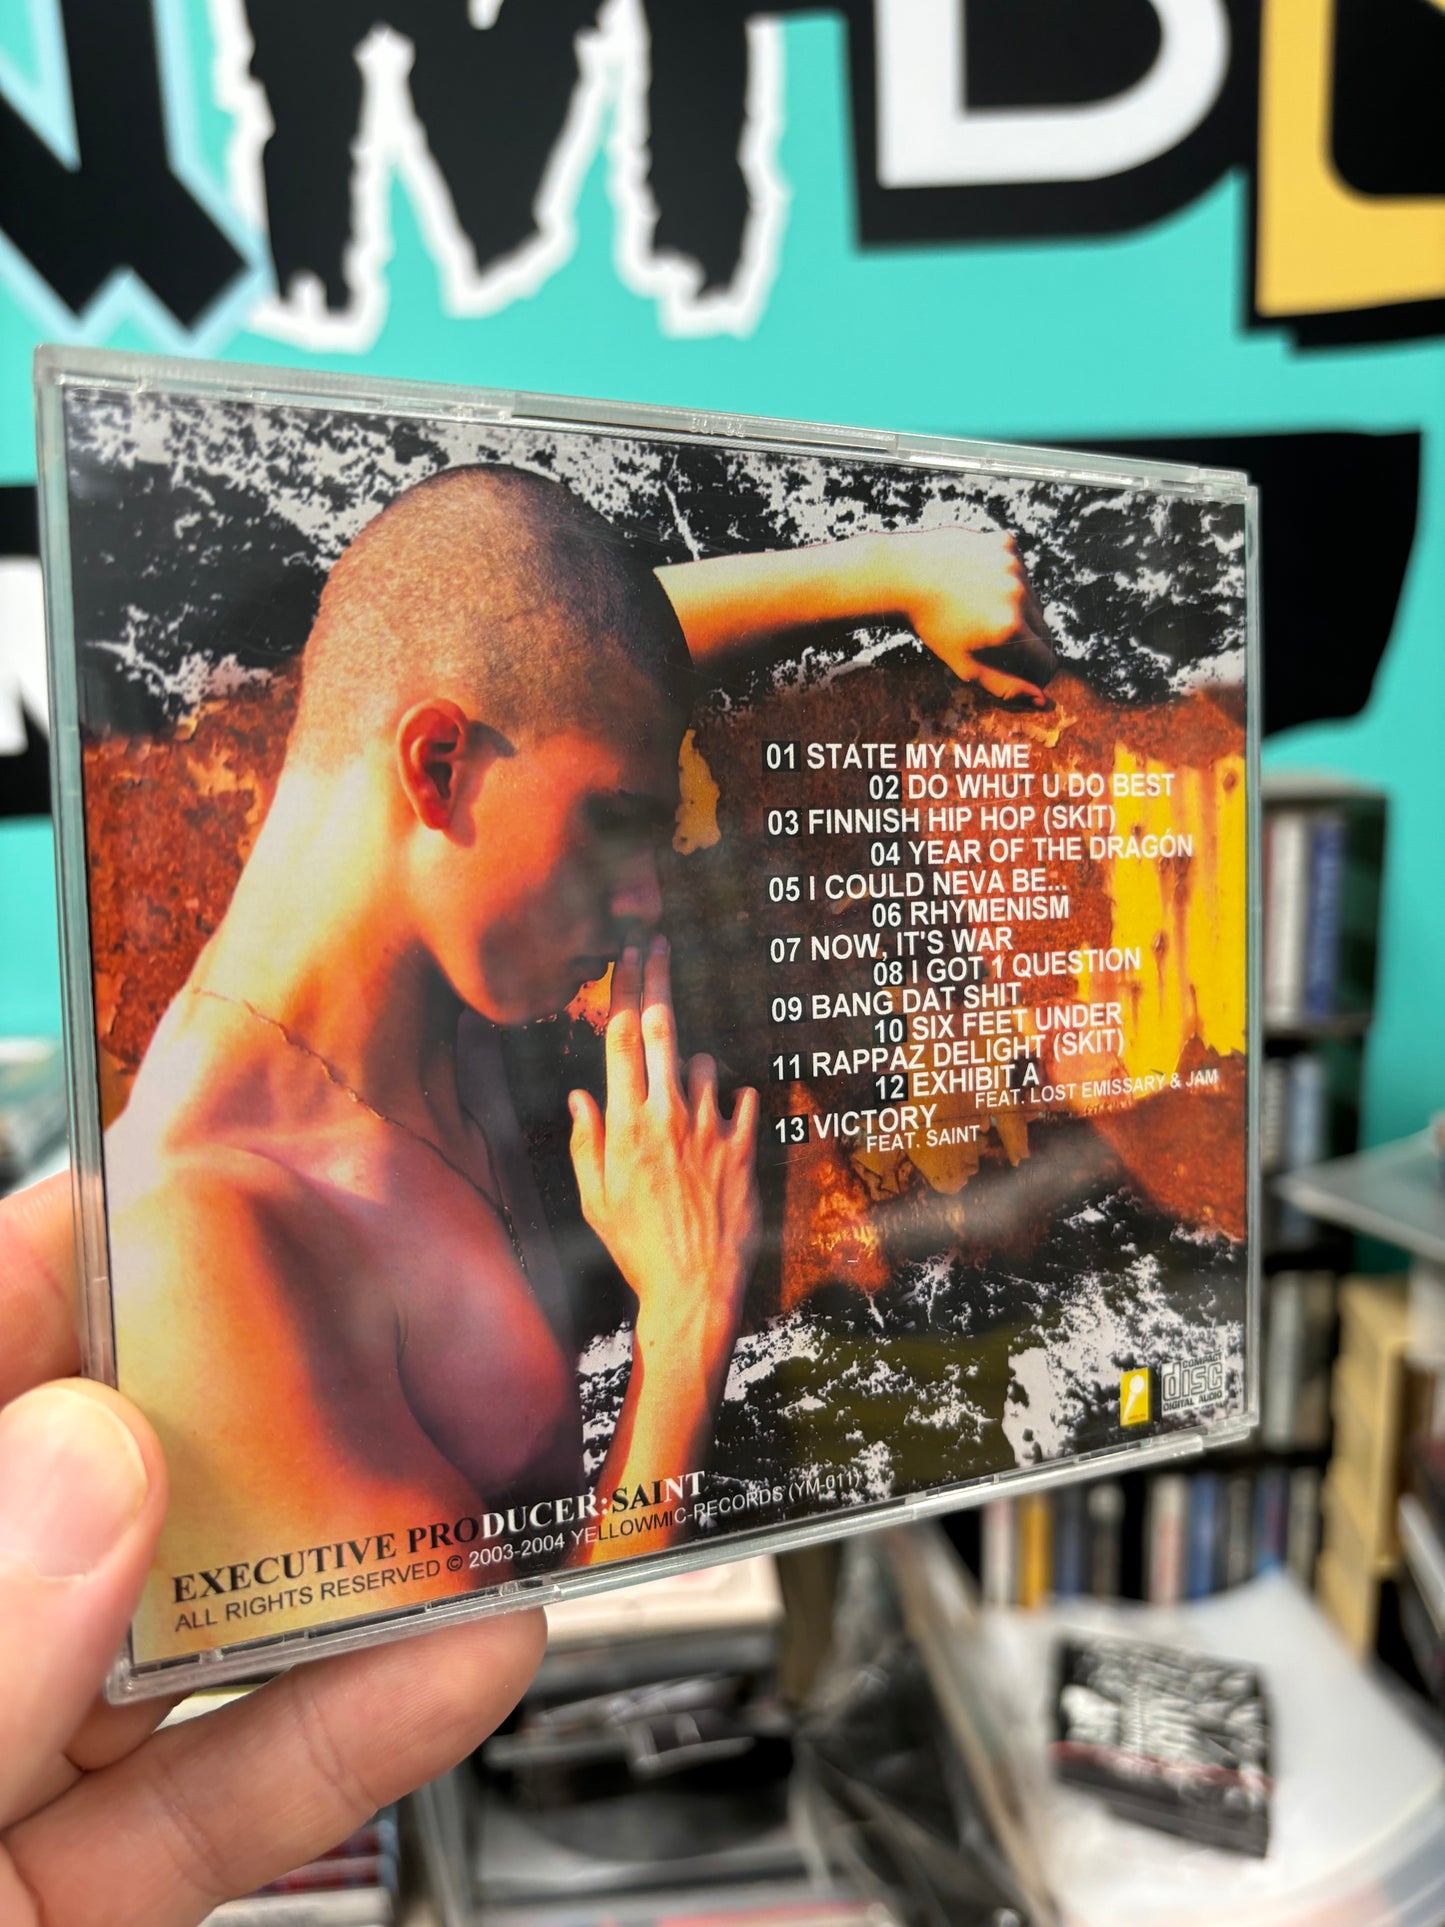 01 STATE MY NAME
02 DO WHUT U DO BEST
03 FINNISH HIP HOP (SKIT)
04 YEAR OF THE DRAGÓN
05 I COULD NEVA BE...
06 RHYMENISM
07 NOW, IT'S WAR
08 I GOT 1 QUESTION
09 BANG DAT SHIT
10 SIX FEET UNDER
11 RAPPAZ DELIGHT (SKIT)
12 EXHIBIT A
FEAT. LOST EMISSARY & JAM
13 VICTORY
FEAT. SAINT
COMPACT
disc
DIGITAL AUDIO
EXECUTIVE PRODUCER:SAINT
ALL RIGHTS RESERVED © 2003-2004 YELLOWMIC-RECORDS (YM-011)